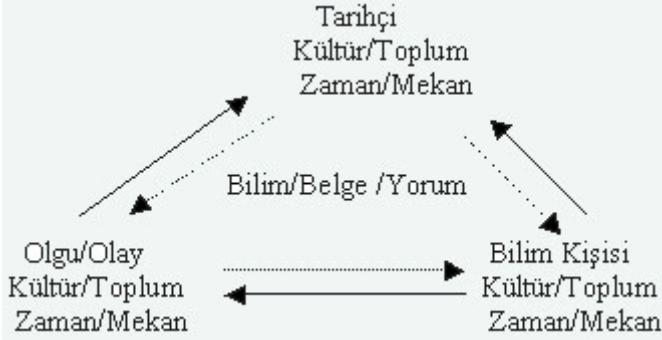 Tarihçi
Kültür/Toplum
Zaman/Mekan
Bilim/Belge /Yorum
Olgu/Olay
Kültür/Toplum
Zaman/Mekan
Bilim Kişisi
Kültür/Toplum
Zaman/Mekan